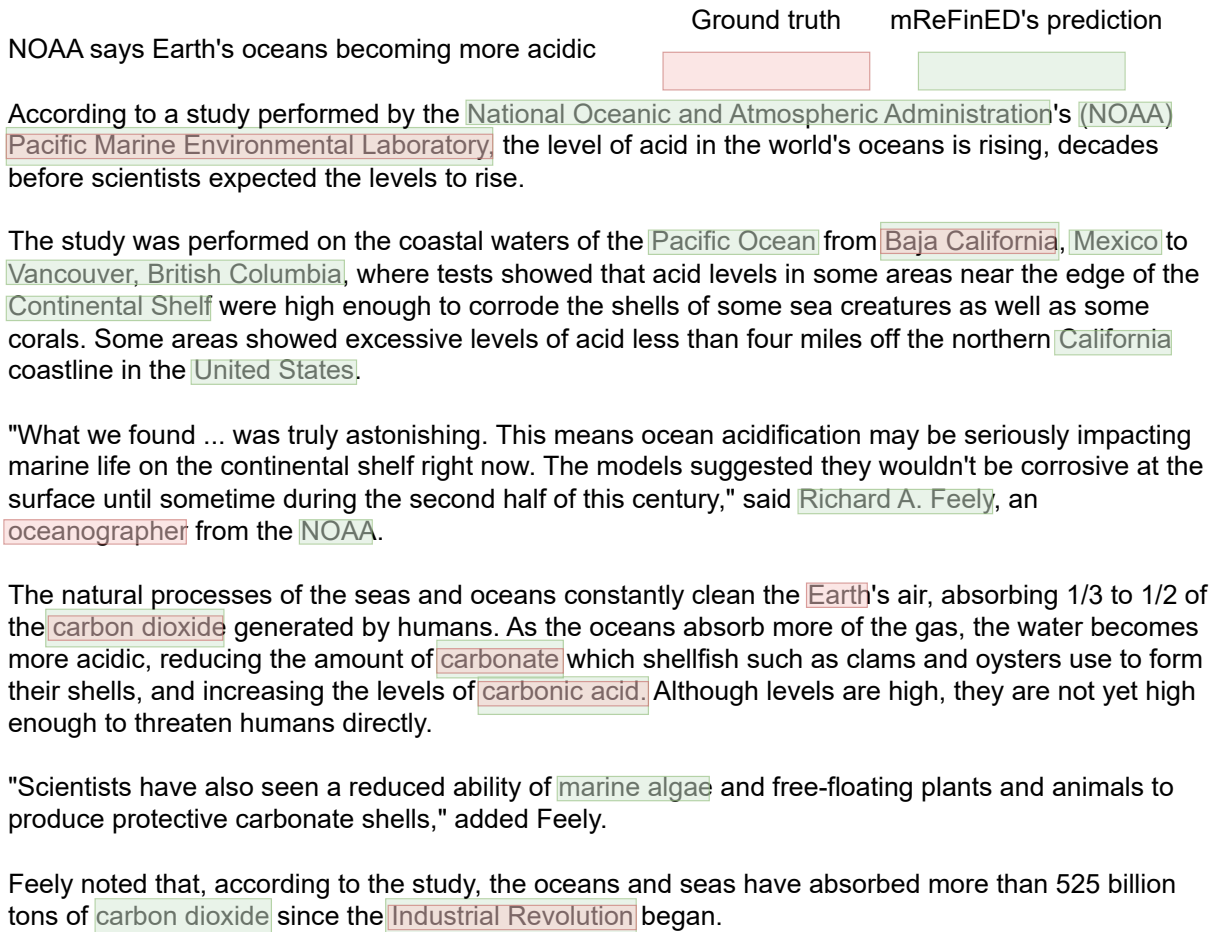 Ground truth mReFinED's prediction
NOAA says Earth's oceans becoming more acidic
According to a study performed by the National Oceanic and Atmospheric Administration's (NOAA)
Pacific Marine Environmental Laboratory, the level of acid in the world's oceans is rising, decades
before scientists expected the levels to rise.
The study was performed on the coastal waters of the Pacific Ocean from Baja California, Mexico to
Vancouver, British Columbia, where tests showed that acid levels in some areas near the edge of the
Continental Shelf were high enough to corrode the shells of some sea creatures as well as some
corals. Some areas showed excessive levels of acid less than four miles off the northern California
coastline in the United States.
"What we found ... was truly astonishing. This means ocean acidification may be seriously impacting
marine life on the continental shelf right now. The models suggested they wouldn't be corrosive at the
surface until sometime during the second half of this century," said Richard A. Feely, an
oceanographer from the NOAA.
The natural processes of the seas and oceans constantly clean the Earth's air, absorbing 1/3 to 1/2 of
the carbon dioxide generated by humans. As the oceans absorb more of the gas, the water becomes
more acidic, reducing the amount of carbonate which shellfish such as clams and oysters use to form
their shells, and increasing the levels of carbonic acid. Although levels are high, they are not yet high
enough to threaten humans directly.
"Scientists have also seen a reduced ability of marine algae and free-floating plants and animals to
produce protective carbonate shells," added Feely.
Feely noted that, according to the study, the oceans and seas have absorbed more than 525 billion
tons of carbon dioxide since the Industrial Revolution began.